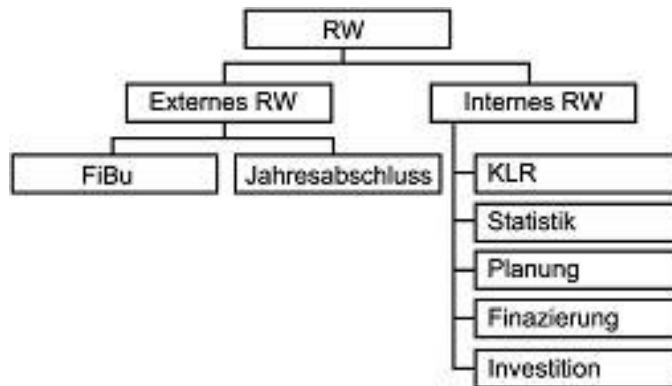 RW
Externes RW
Internes RW
FiBu
Jahresabschluss
KLR
Statistik
Planung
Finazierung
Investition